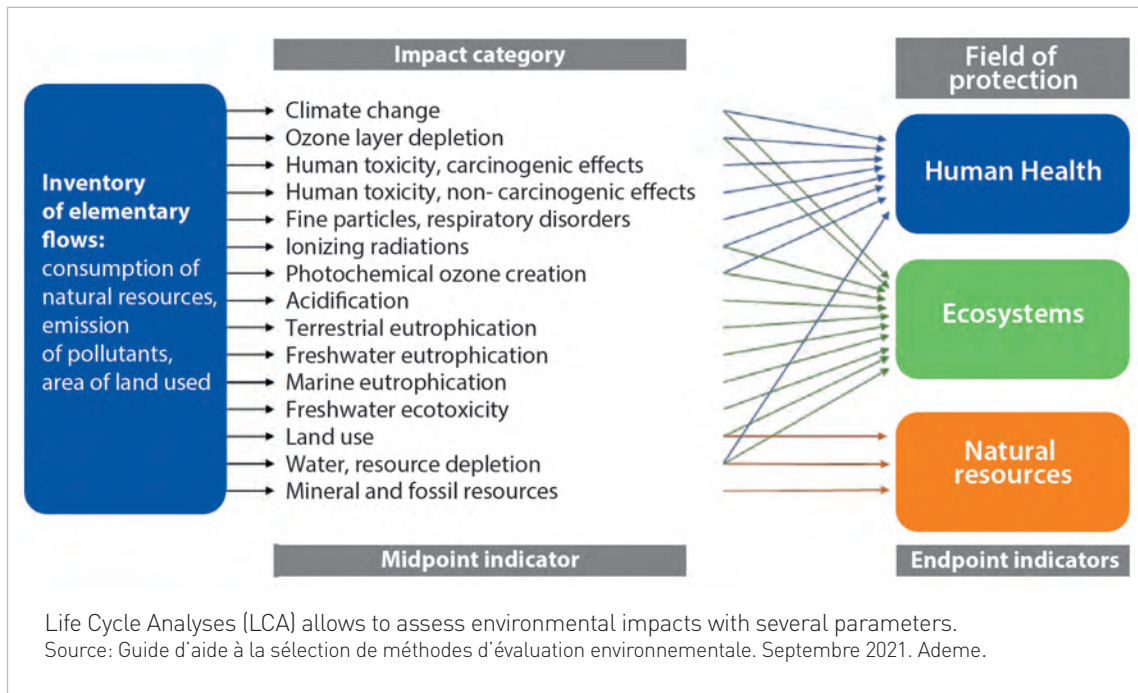 Impact category
Field of
protection
Inventory
of elementary
flows:
consumption of
natural resources,
emission
of pollutants,
area of land used
Climate change
Ozone layer depletion
Human toxicity, carcinogenic effects
Human toxicity, non- carcinogenic effects
Fine particles, respiratory disorders
Ionizing radiations
Photochemical ozone creation
Acidification
Terrestrial eutrophication
Freshwater eutrophication
Marine eutrophication
Freshwater ecotoxicity
Land use
Water, resource depletion
Mineral and fossil resources
Human Health
Ecosystems
Natural
resources
Midpoint indicator
Endpoint indicators
Life Cycle Analyses (LCA) allows to assess environmental impacts with several parameters.
Source: Guide d’aide à la sélection de méthodes d’évaluation environnementale. Septembre 2021. Ademe.